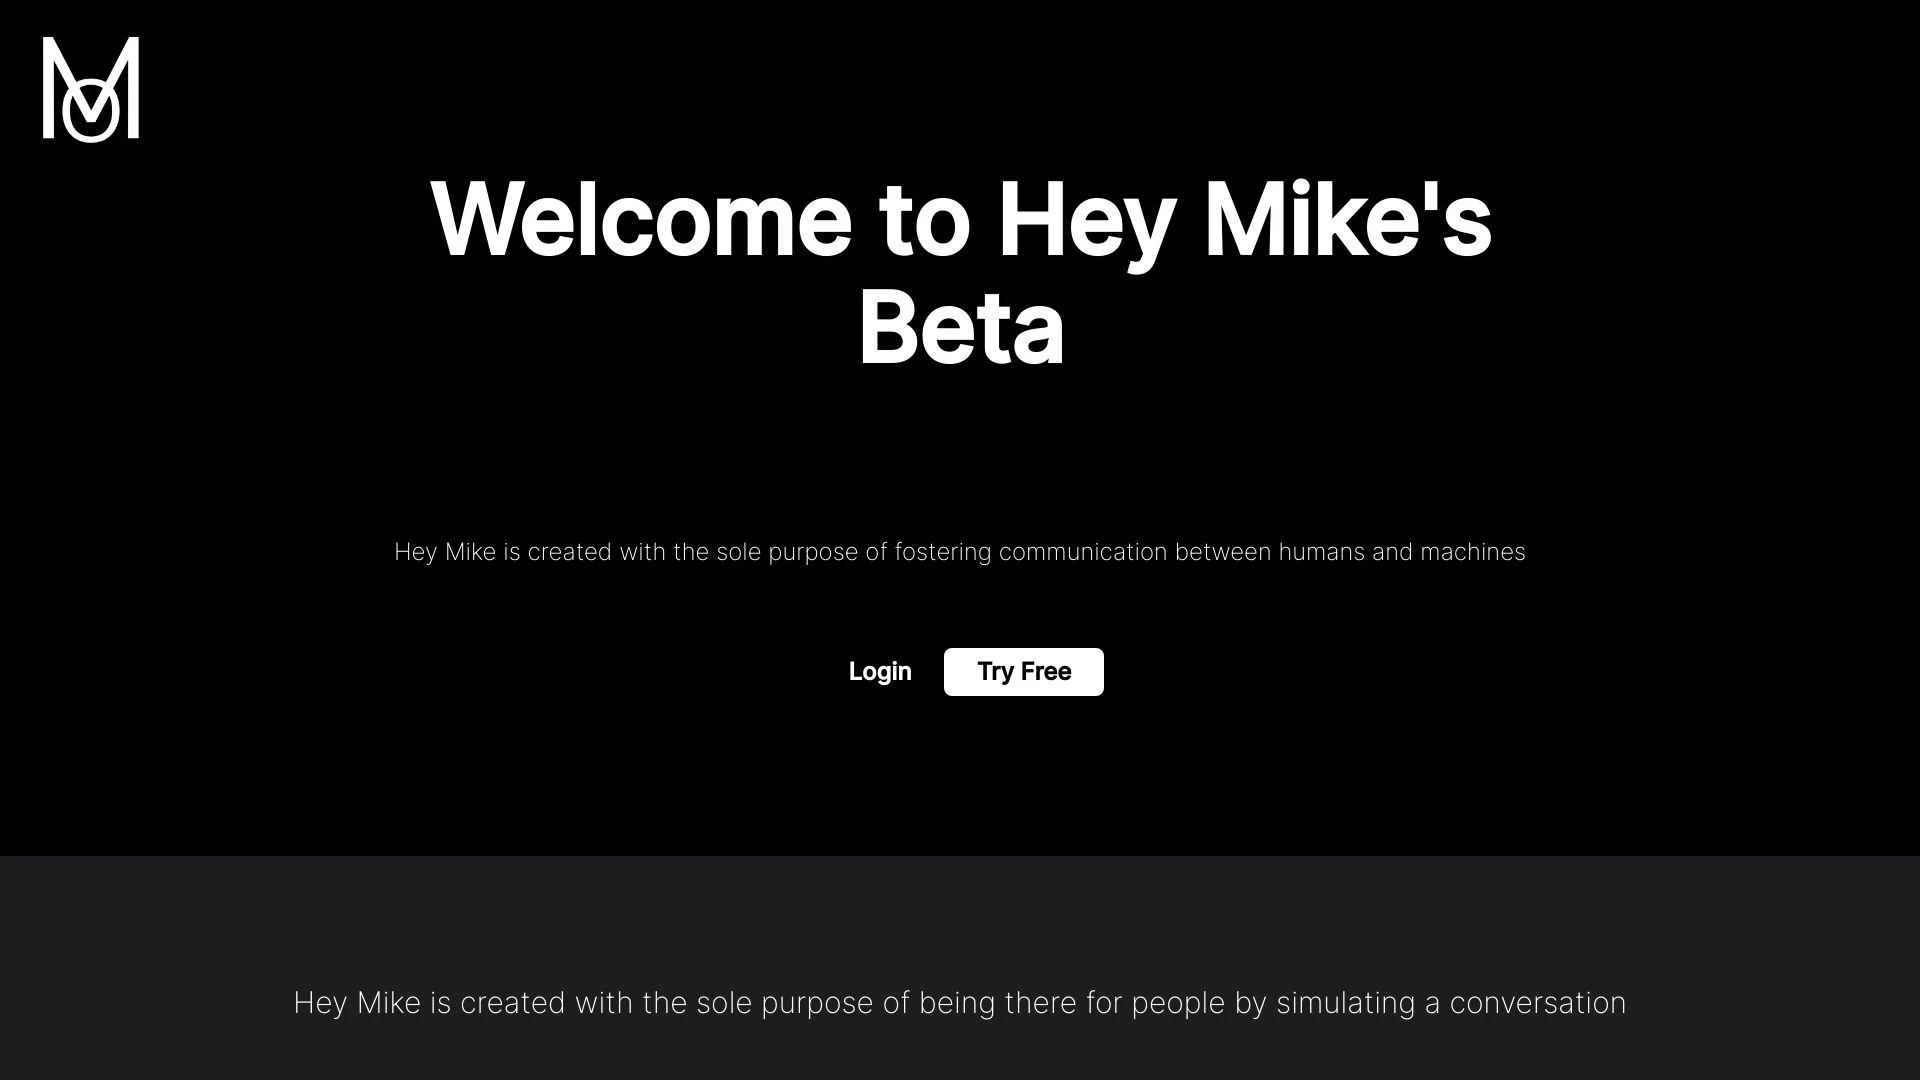 Welcome to Hey Mike's
Beta
Hey Mike is created with the sole purpose of fostering communication between humans and machines
Login
Try Free
Hey Mike is created with the sole purpose of being there for people by simulating a conversation